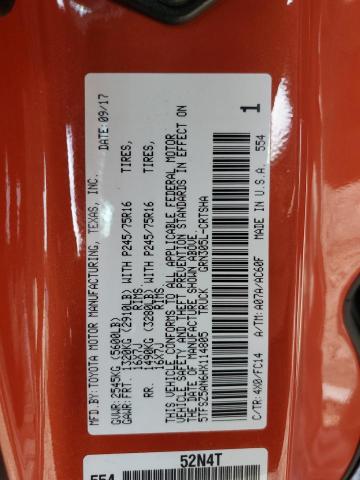 MFD. BY: TOYOTA MOTOR MANUFACTURING, TEXAS, INC.
DATE: 09/17
GVWR: 2545KG (5600LB)
GAWR: FRT. 1320KG (2910LB) WITH P245/75R16 TIRES,
16X7J RIMS
RR. 1490KG (3280LB) WITH P245/75R16 TIRES,
16X7J RIMS
THIS VEHICLE CONFORMS TO ALL APPLICABLE FEDERAL MOTOR
VEHICLE SAFETY AND THEFT PREVENTION STANDARDS IN EFFECT ON
THE DATE OF MANUFACTURE SHOWN ABOVE.
5TFSZ5AN6HX114805 TRUCK GRN305L-CRTSHA
C/TR: 4X0/FC14 A/TM: A07A/AC60F MADE IN U.S.A. 554
1
52N4T
554